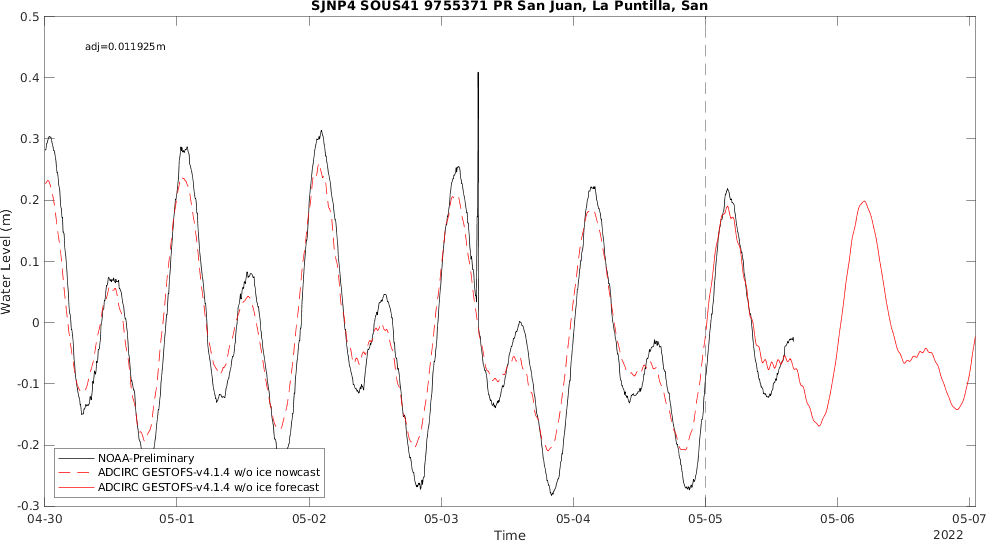 SJNP4 SOUS41 9755371 PR San Juan, La Puntilla, San
0.5
adj=0.011925m
0.4
0.3
0.2
0.1
0
-0.1
-0.2
-0.3
Water Level (m)
NOAA-Preliminary
ADCIRC GESTOFS-v4.1.4 w/o ice nowcast
ADCIRC GESTOFS-v4.1.4 w/o ice forecast
04-30 05-01 05-02 05-03 05-04 05-05 05-06 05-07
Time
2022